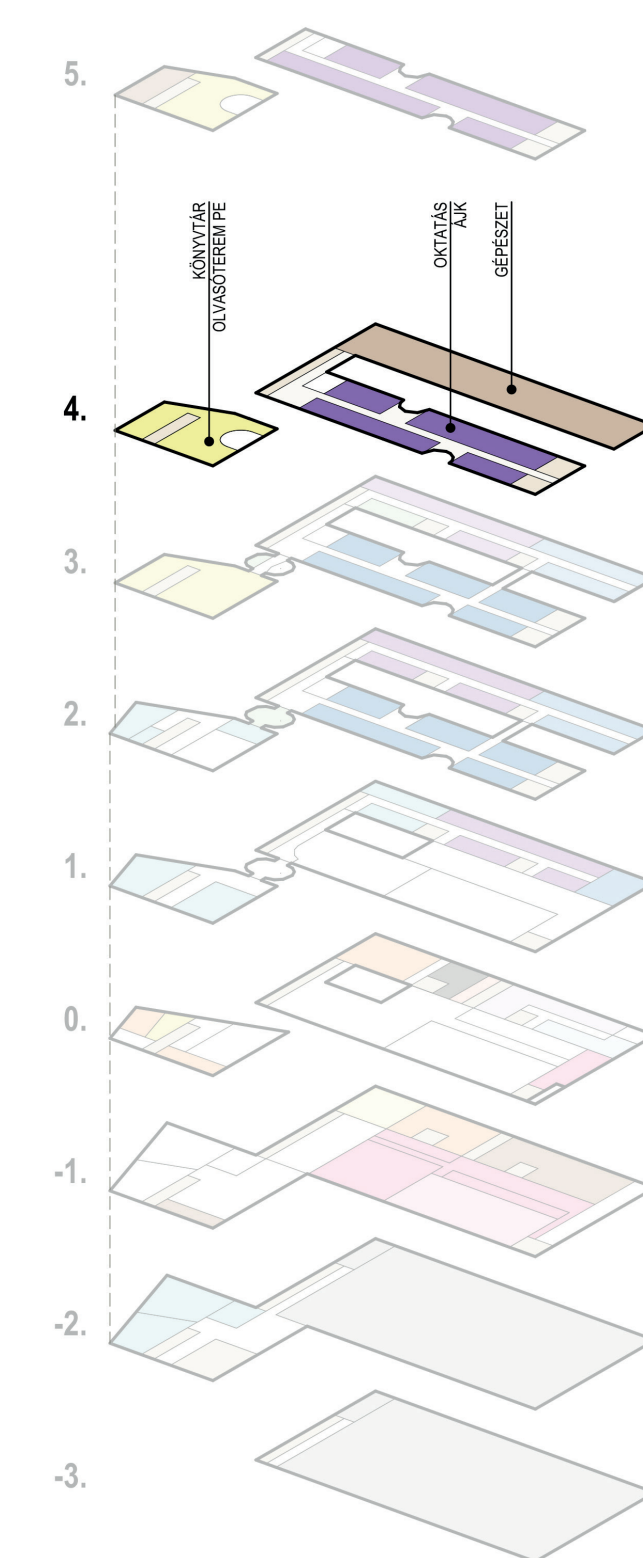 5.
KÖNYVTÁR
OLVASÓTEREM PE
OKTATÁS
ÁJK
GÉPÉSZET
4.
3.
2.
1.
0.
-1.
-2.
-3.